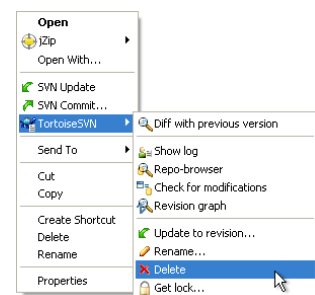 Open
jZip
Open With...
SVN Update
SVN Commit...
TortoiseSVN
Send To
Cut
Copy
Create Shortcut
Delete
Rename
Properties
Diff with previous version
Show log
Repo-browser
Check for modifications
Revision graph
Update to revision...
Rename...
Delete
Get lock...